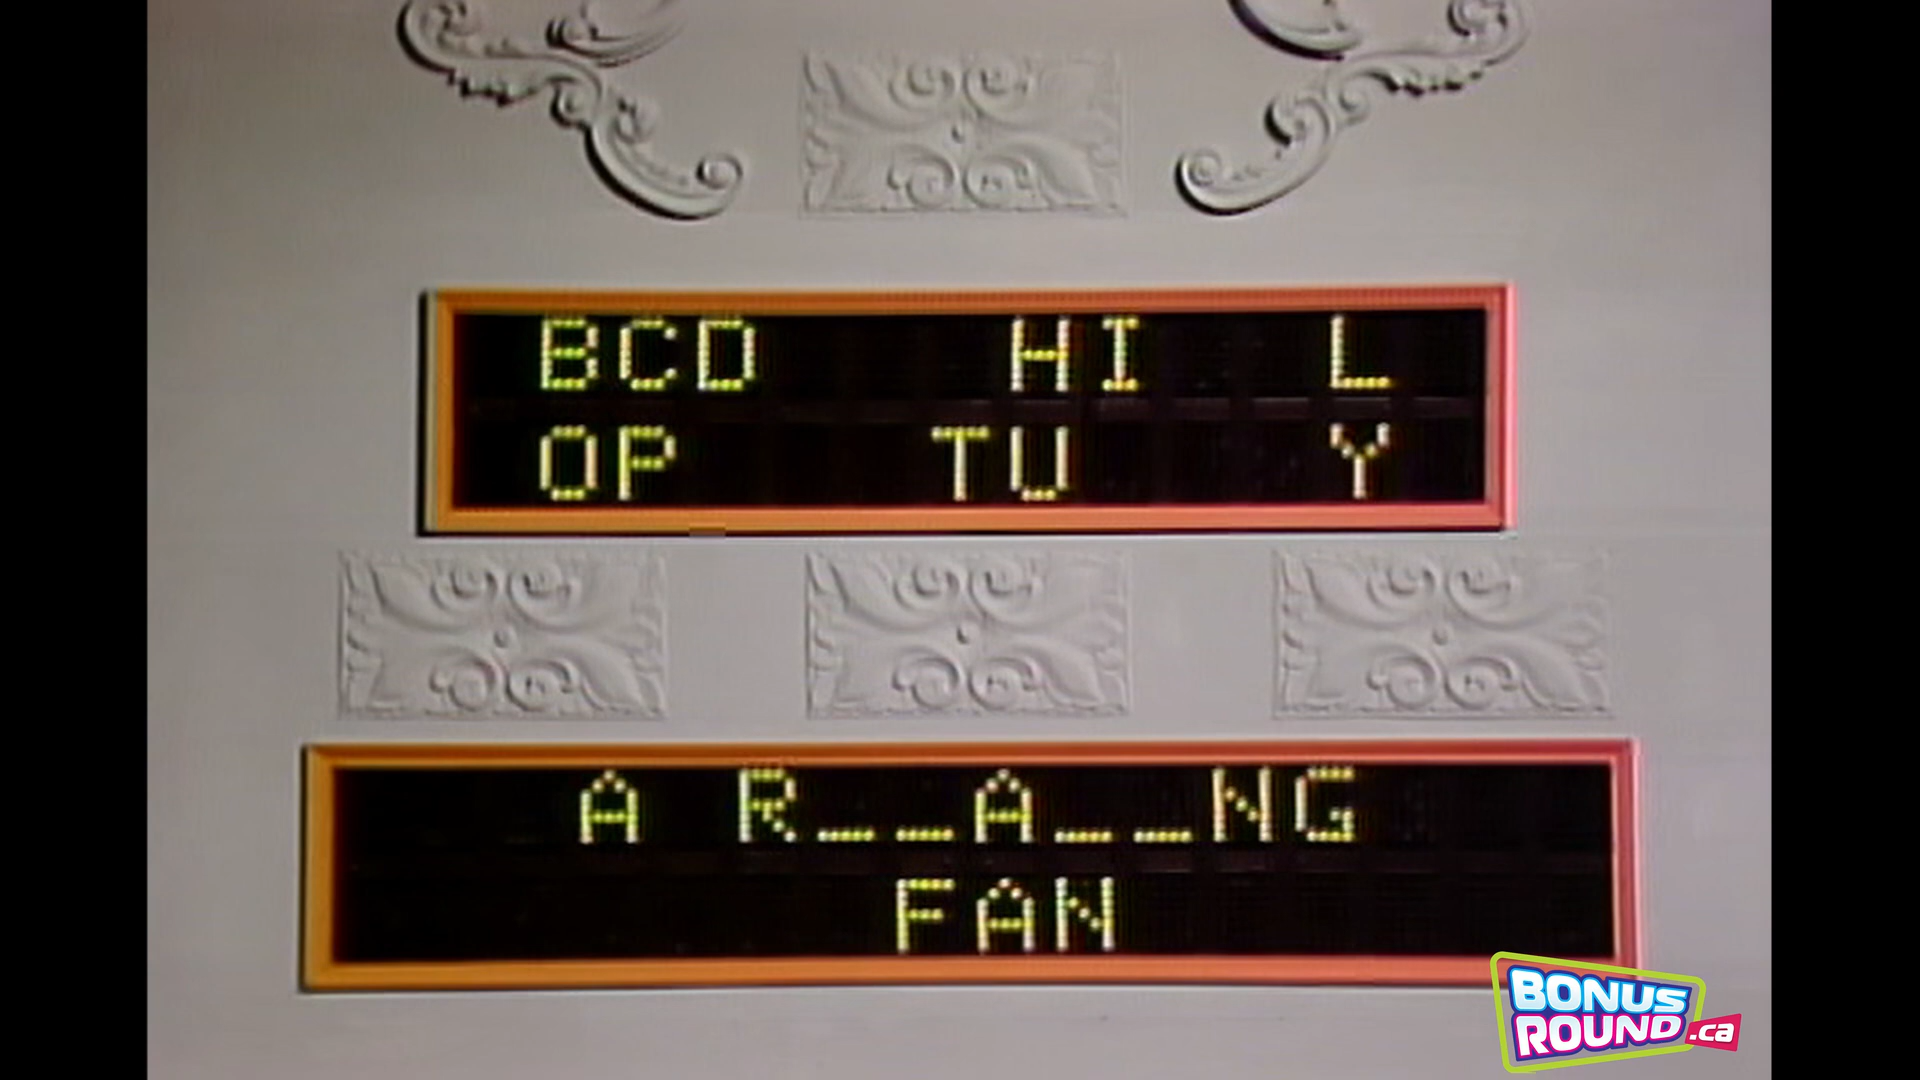 BCD HI L
OP TU Y
A R__A__NG
FAN
BONUS
ROUND.ca